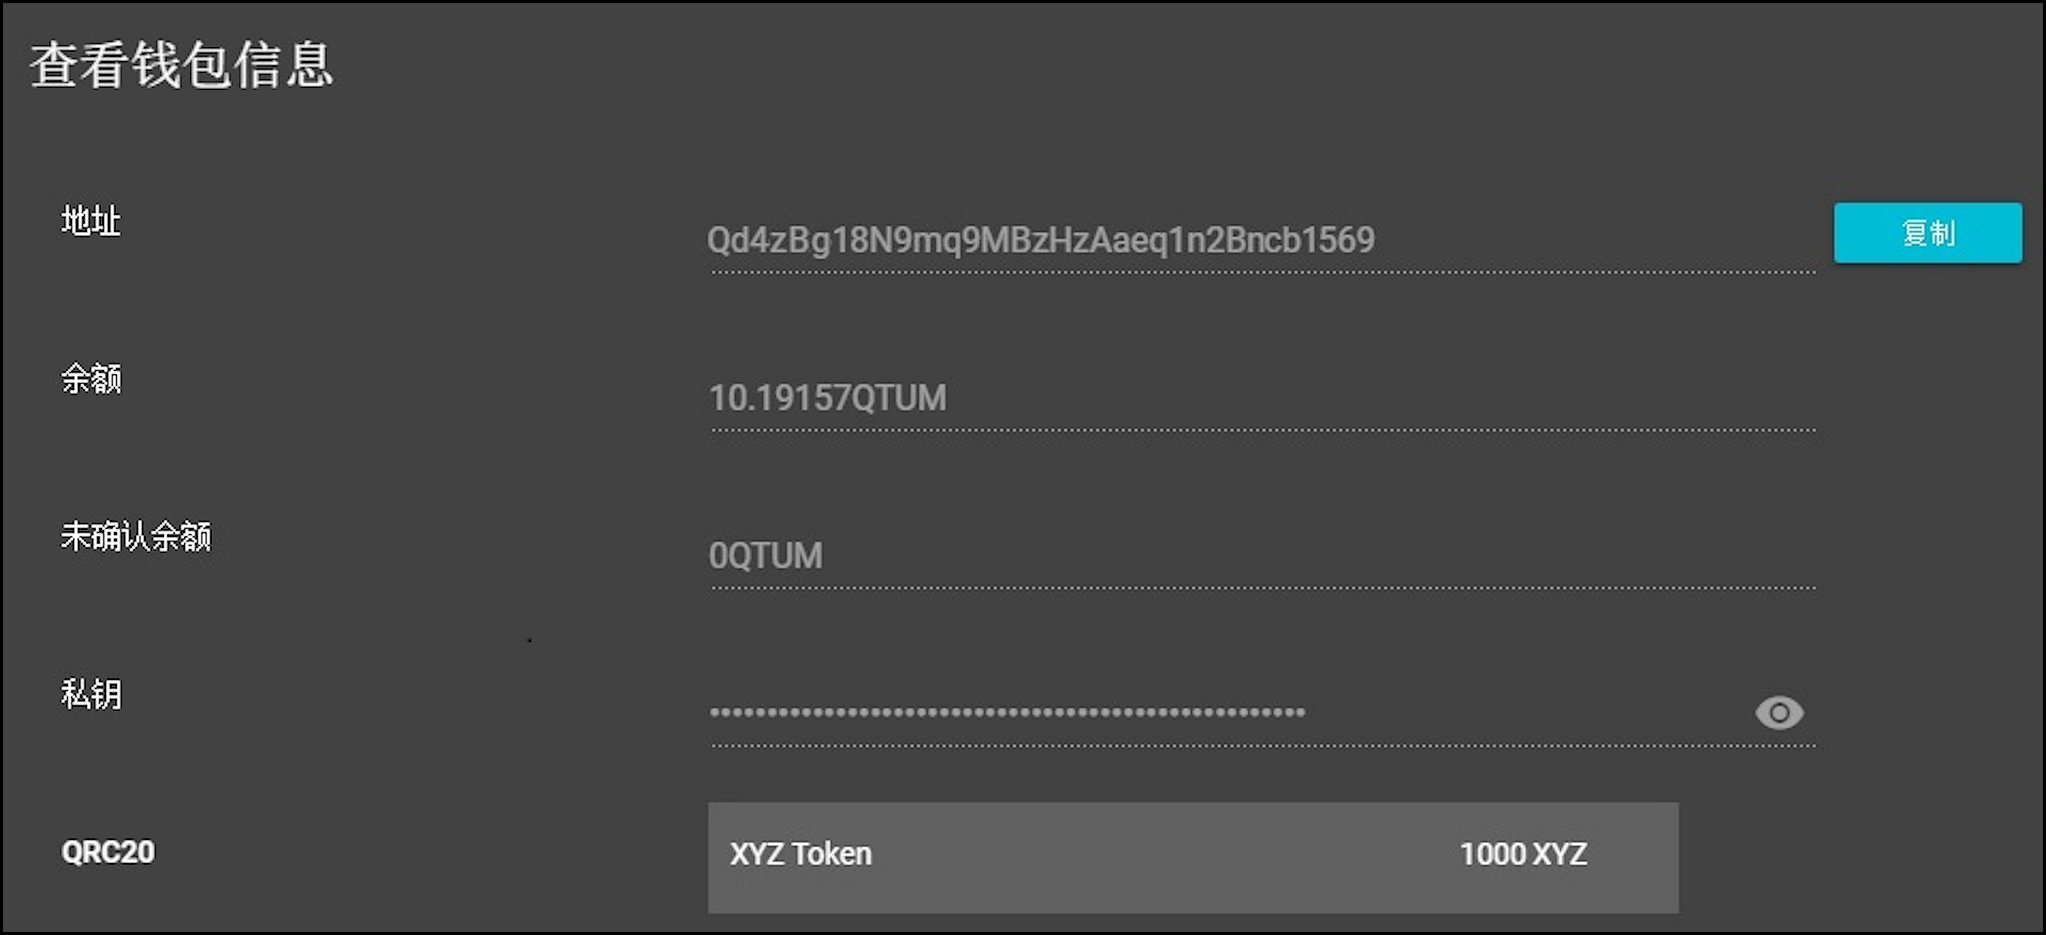 查看钱包信息
地址
Qd4zBg18N9mq9MBzHzAaeq1n2Bncb1569
复制
余额
10.19157QTUM
未确认余额
0QTUM
私钥
QRC20
XYZ Token
1000 XYZ